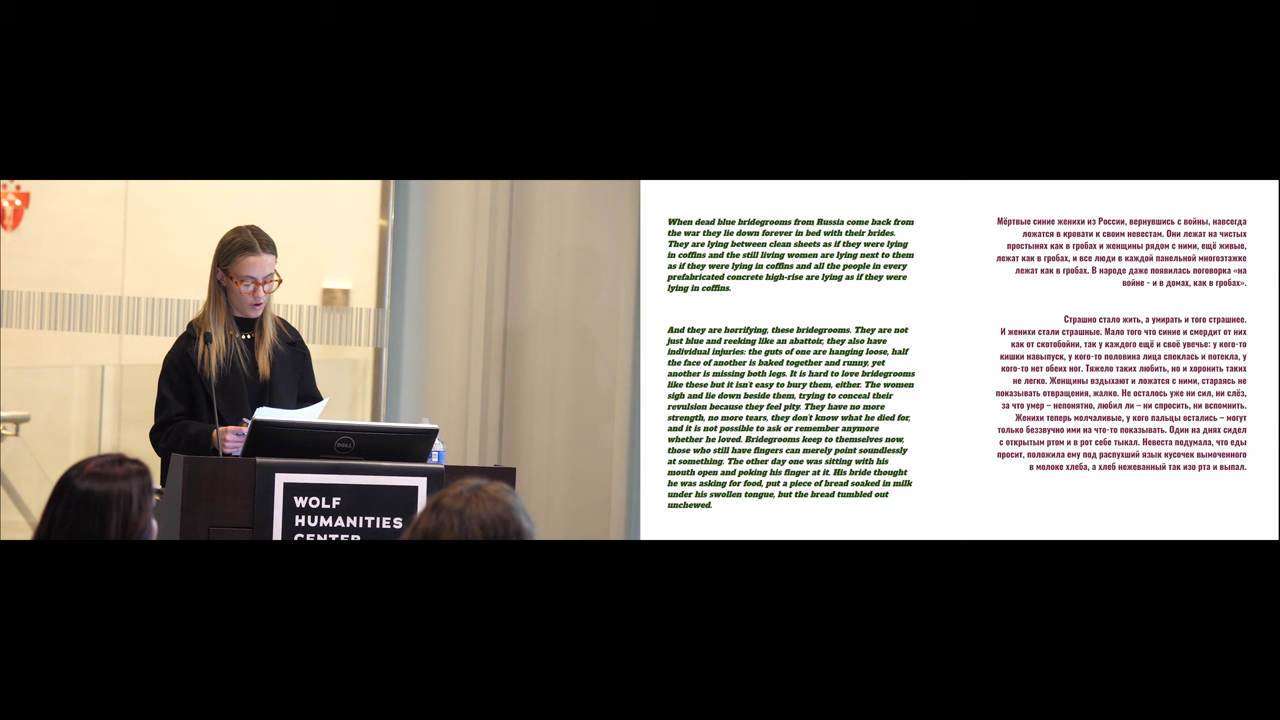 DELL
WOLF
HUMANITIES
CENTER
When dead blue bridegrooms from Russia come back from
the war they lie down forever in bed with their brides.
They are lying between clean sheets as if they were lying
in coffins and the still living women are lying next to them
as if they were lying in coffins and all the people in every
prefabricated concrete high-rise are lying as if they were
lying in coffins.
And they are horrifying, these bridegrooms. They are not
just blue and reeking like an abattoir, they also have
individual injuries: the guts of one are hanging loose, half
the face of another is baked together and runny, yet
another is missing both legs. It is hard to love bridegrooms
like these but it isn't easy to bury them, either. The women
sigh and lie down beside them, trying to conceal their
revulsion because they feel pity. They have no more
strength, no more tears, they don't know what he died for,
and it is not possible to ask or remember anymore
whether he loved. Bridegrooms keep to themselves now,
those who still have fingers can merely point soundlessly
at something. The other day one was sitting with his
mouth open and poking his finger at it. His bride thought
he was asking for food, put a piece of bread soaked in milk
under his swollen tongue, but the bread tumbled out
unchewed.
Мёртвые синие женихи из России, вернувшись с войны, навсегда
ложатся в кровати к своим невестам. Они лежат на чистых
простынях как в гробах и женщины рядом с ними, ещё живые,
лежат как в гробах, и все люди в каждой панельной многоэтажке
лежат как в гробах. В народе даже появилась поговорка «на
войне - и в домах, как в гробах».
Страшно стало жить, а умирать и того страшнее.
И женихи стали страшные. Мало того что синие и смердит от них
как от скотобойни, так у каждого ещё и своё увечье: у кого-то
кишки навыпуск, у кого-то половина лица спеклась и потекла, у
кого-то нет обеих ног. Тяжело таких любить, но и хоронить таких
не легко. Женщины вздыхают и ложатся с ними, стараясь не
показывать отвращения, жалко. Не осталось уже ни сил, ни слёз,
за что умер – непонятно, любил ли – ни спросить, ни вспомнить.
Женихи теперь молчаливые, у кого пальцы остались – могут
только беззвучно ими на что-то показывать. Один на днях сидел
с открытым ртом и в рот себе тыкал. Невеста подумала, что еды
просит, положила ему под распухший язык кусочек вымоченного
в молоке хлеба, а хлеб нежеванный так изо рта и выпал.